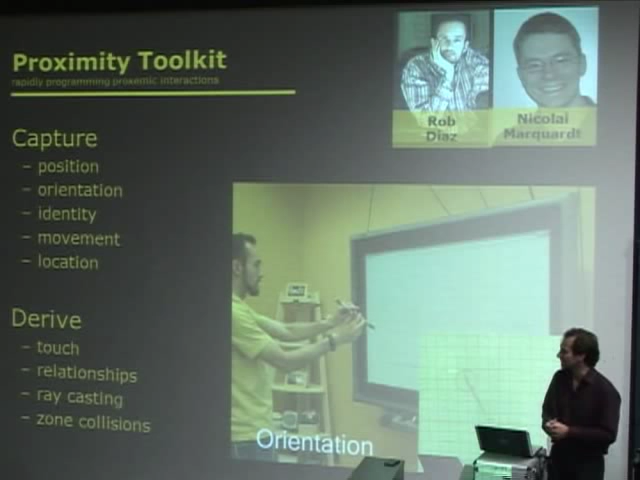 Proximity Toolkit
rapidly programming proxemic interactions
Rob
Diaz
Nicolai
Marquardt
Capture
– position
– orientation
– identity
– movement
– location
Derive
– touch
– relationships
– ray casting
– zone collisions
Orientation